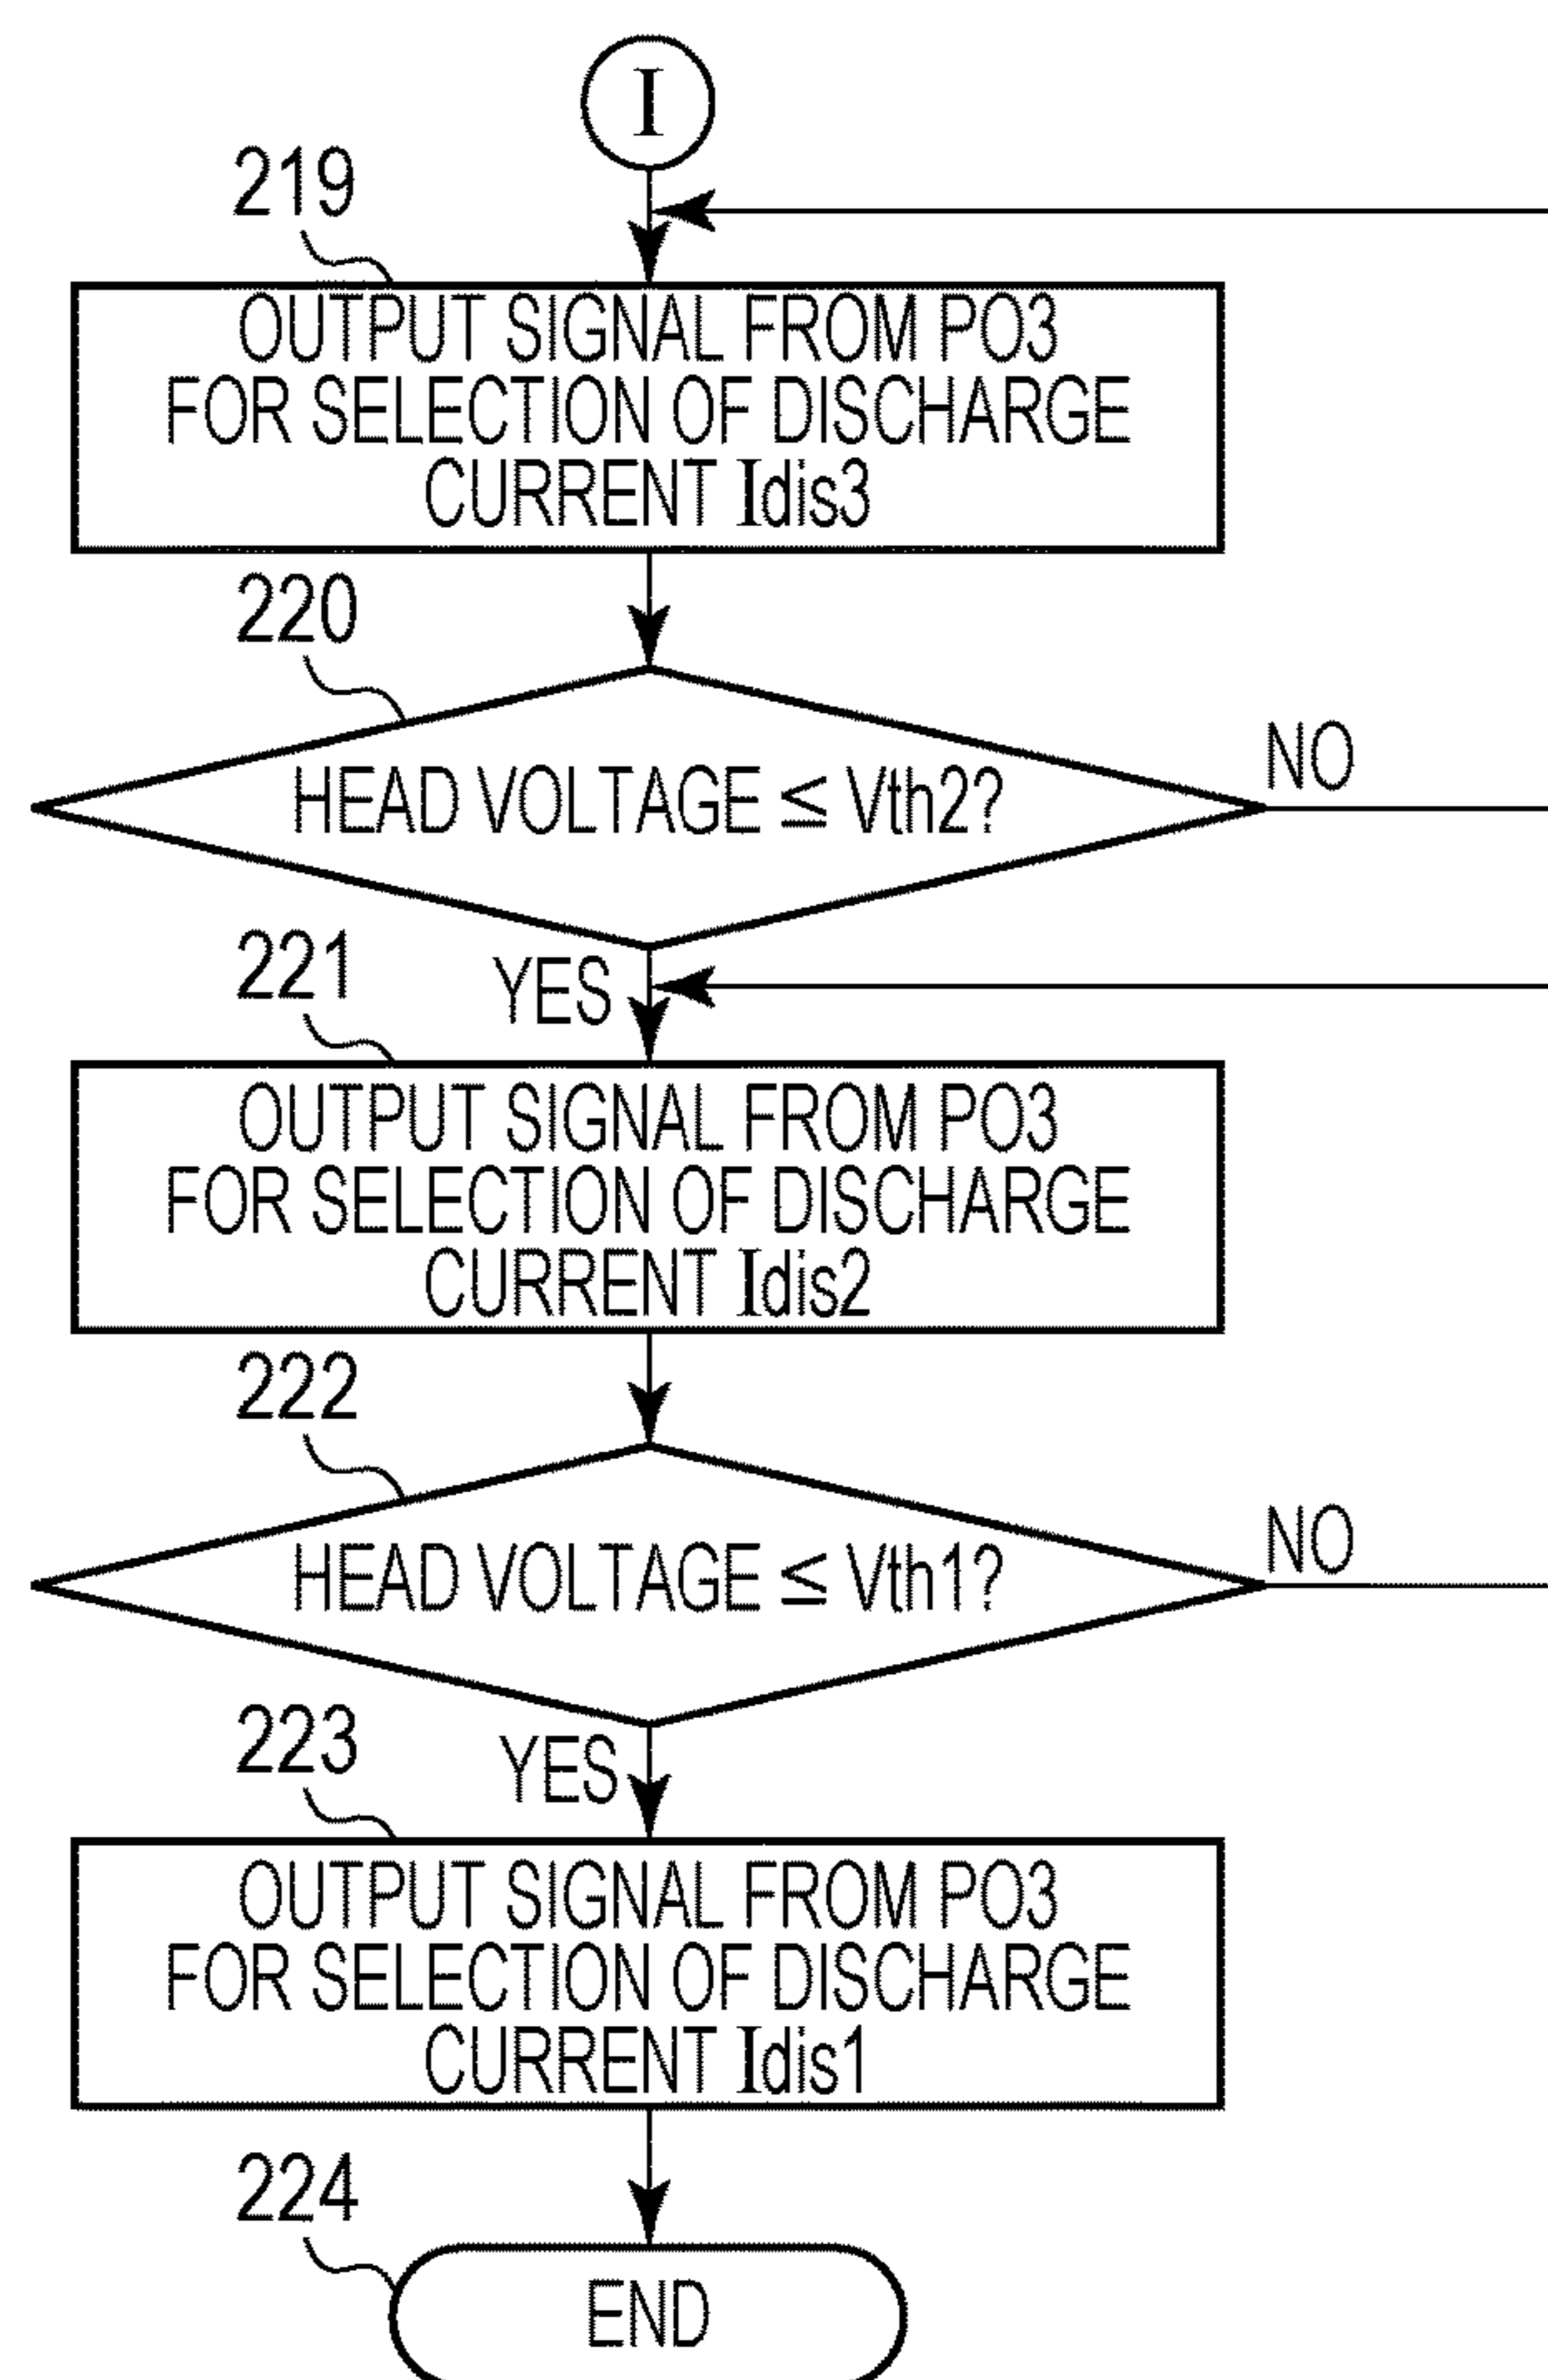 I
219
OUTPUT SIGNAL FROM PO3
FOR SELECTION OF DISCHARGE
CURRENT Idis3
220
HEAD VOLTAGE ≤ Vth2?
NO
YES
221
OUTPUT SIGNAL FROM PO3
FOR SELECTION OF DISCHARGE
CURRENT Idis2
222
HEAD VOLTAGE ≤ Vth1?
NO
YES
223
OUTPUT SIGNAL FROM PO3
FOR SELECTION OF DISCHARGE
CURRENT Idis1
224
END